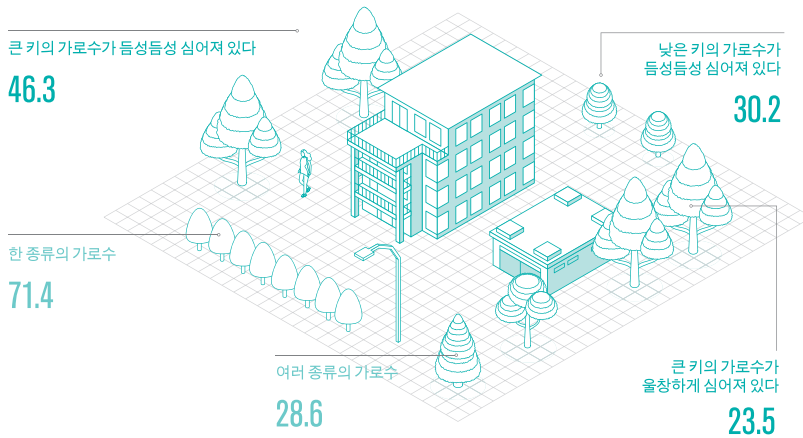 큰 키의 가로수가 듬성듬성 심어져 있다
46.3
낮은 키의 가로수가
듬성듬성 심어져 있다
30.2
한 종류의 가로수
71.4
여러 종류의 가로수
28.6
큰 키의 가로수가
울창하게 심어져 있다
23.5